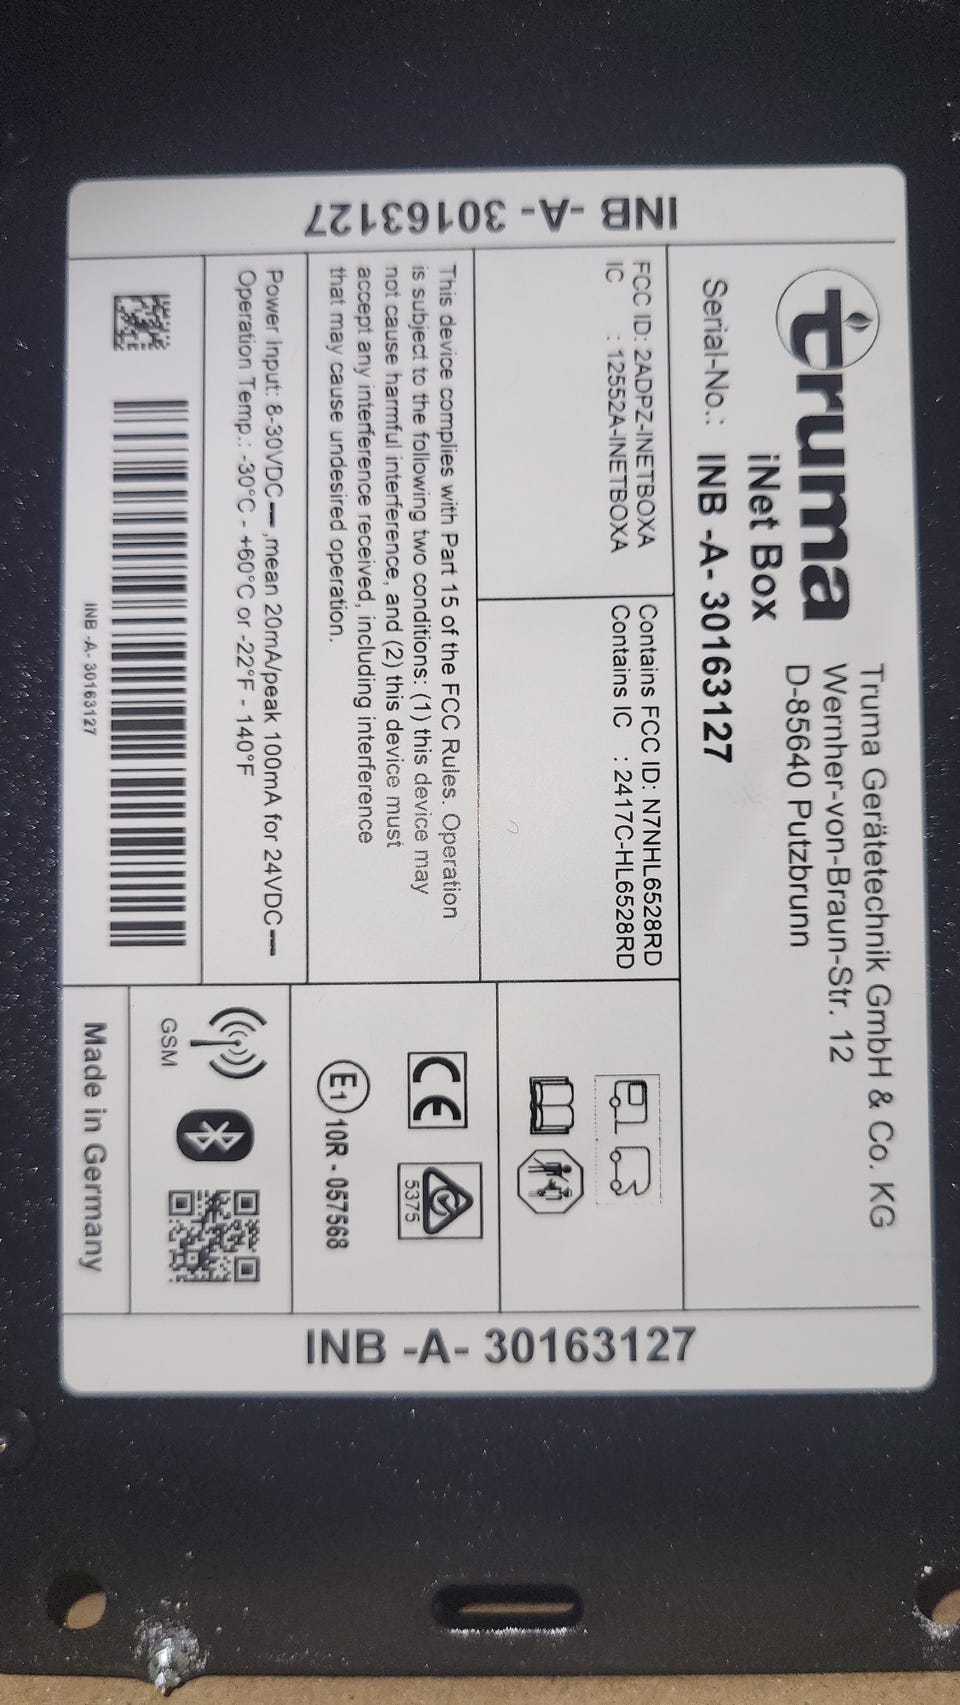 INB -A- 30163127
truma
Truma Gerätetechnik GmbH & Co. KG
Wernher-von-Braun-Str. 12
D-85640 Putzbrunn
iNet Box
Serial-No.: INB -A- 30163127
FCC ID: 2ADPZ-INETBOXA
IC : 12552A-INETBOXA
Contains FCC ID: N7NHL6528RD
Contains IC : 2417C-HL6528RD
This device complies with Part 15 of the FCC Rules. Operation
is subject to the following two conditions: (1) this device may
not cause harmful interference, and (2) this device must
accept any interference received, including interference
that may cause undesired operation.
Power Input: 8-30VDC⎓ ,mean 20mA/peak 100mA for 24VDC⎓
Operation Temp.: -30°C - +60°C or -22°F - 140°F
INB -A- 30163127
CE
5375
E1 10R - 057568
GSM
Made in Germany
INB -A- 30163127